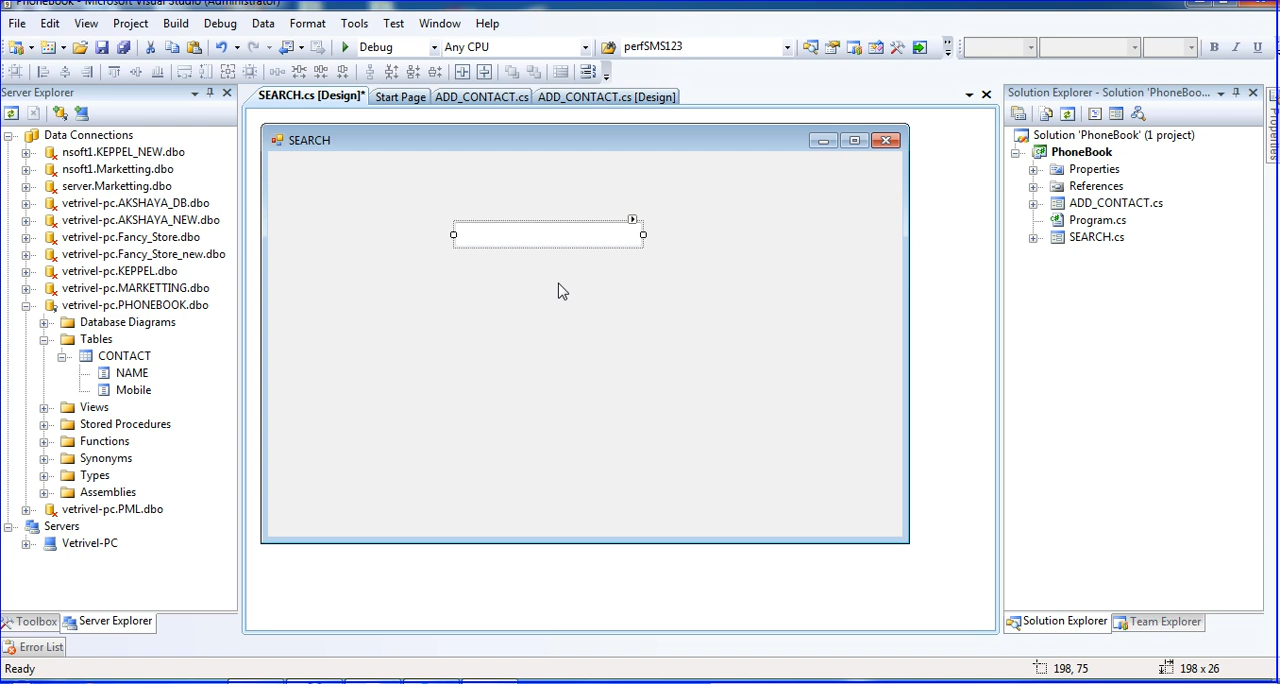 PhoneBook - Microsoft Visual Studio (Administrator)
File Edit View Project Build Debug Data Format Tools Test Window Help
Debug Any CPU perfSMS123 B I U
Server Explorer
SEARCH.cs [Design]* Start Page ADD_CONTACT.cs ADD_CONTACT.cs [Design]
Solution Explorer - Solution 'PhoneBoo...
Properties
Data Connections
nsoft1.KEPPEL_NEW.dbo
nsoft1.Marketting.dbo
server.Marketting.dbo
vetrivel-pc.AKSHAYA_DB.dbo
vetrivel-pc.AKSHAYA_NEW.dbo
vetrivel-pc.Fancy_Store.dbo
vetrivel-pc.Fancy_Store_new.dbo
vetrivel-pc.KEPPEL.dbo
vetrivel-pc.MARKETTING.dbo
vetrivel-pc.PHONEBOOK.dbo
Database Diagrams
Tables
CONTACT
NAME
Mobile
Views
Stored Procedures
Functions
Synonyms
Types
Assemblies
vetrivel-pc.PML.dbo
Servers
Vetrivel-PC
SEARCH
Solution 'PhoneBook' (1 project)
PhoneBook
Properties
References
ADD_CONTACT.cs
Program.cs
SEARCH.cs
Toolbox Server Explorer
Solution Explorer Team Explorer
Error List
Ready 198, 75 198 x 26